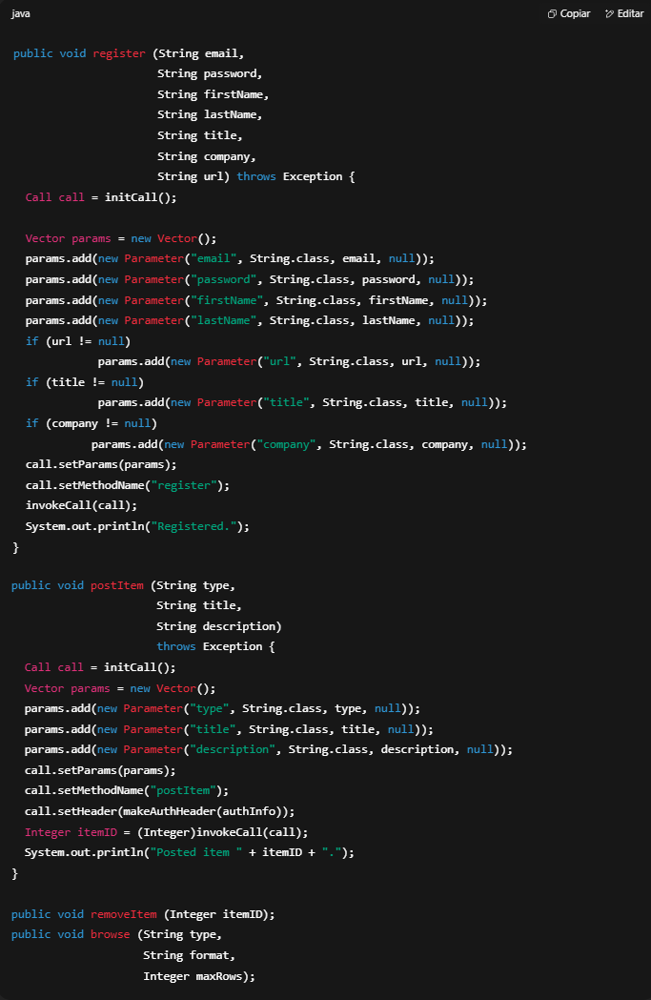 java
Copiar
Editar
public void register (String email,
                      String password,
                      String firstName,
                      String lastName,
                      String title,
                      String company,
                      String url) throws Exception {
  Call call = initCall();

  Vector params = new Vector();
  params.add(new Parameter("email", String.class, email, null));
  params.add(new Parameter("password", String.class, password, null));
  params.add(new Parameter("firstName", String.class, firstName, null));
  params.add(new Parameter("lastName", String.class, lastName, null));
  if (url != null)
             params.add(new Parameter("url", String.class, url, null));
  if (title != null)
             params.add(new Parameter("title", String.class, title, null));
  if (company != null)
            params.add(new Parameter("company", String.class, company, null));
  call.setParams(params);
  call.setMethodName("register");
  invokeCall(call);
  System.out.println("Registered.");
}

public void postItem (String type,
                      String title,
                      String description)
                      throws Exception {
  Call call = initCall();
  Vector params = new Vector();
  params.add(new Parameter("type", String.class, type, null));
  params.add(new Parameter("title", String.class, title, null));
  params.add(new Parameter("description", String.class, description, null));
  call.setParams(params);
  call.setMethodName("postItem");
  call.setHeader(makeAuthHeader(authInfo));
  Integer itemID = (Integer)invokeCall(call);
  System.out.println("Posted item " + itemID + ".");
}

public void removeItem (Integer itemID);
public void browse (String type,
                    String format,
                    Integer maxRows);